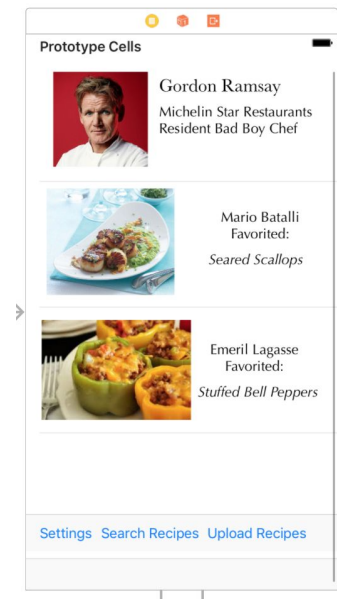 Prototype Cells
Gordon Ramsay
Michelin Star Restaurants
Resident Bad Boy Chef
Mario Batalli
Favorited:
Seared Scallops
Emeril Lagasse
Favorited:
Stuffed Bell Peppers
Settings Search Recipes Upload Recipes